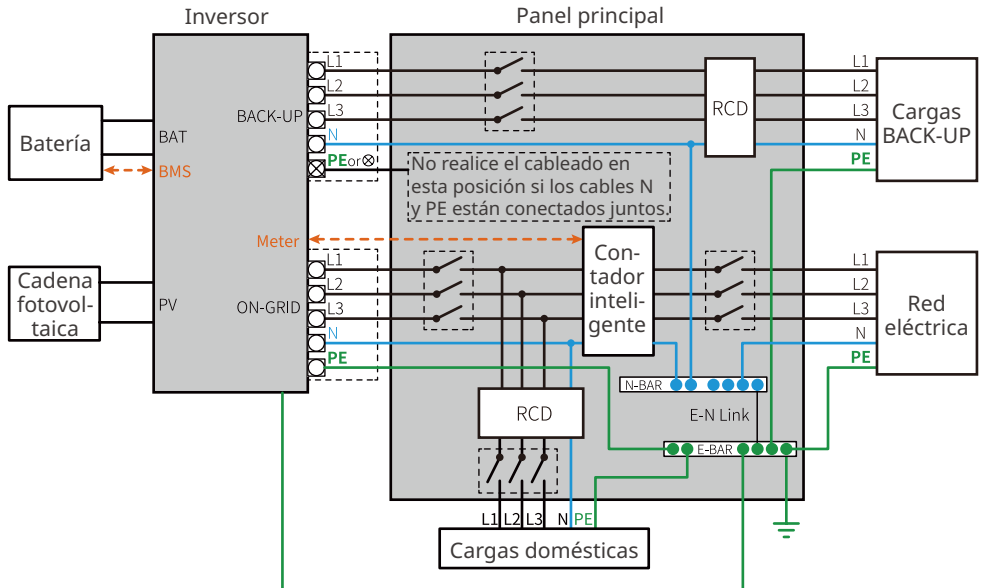 Inversor
Panel principal
L1
L2
L3
N
PE or
BACK-UP
Batería
BAT
BMS
RCD
L1
L2
L3
N
PE
Cargas
BACK-UP
No realice el cableado en
esta posición si los cables N
y PE están conectados juntos.
Meter
Cadena
fotovol-
taica
PV
ON-GRID
L1
L2
L3
N
PE
Con-
tador
inteli-
gente
L1
L2
L3
N
PE
Red
eléctrica
N-BAR
E-N Link
E-BAR
RCD
L1 L2 L3 N PE
Cargas domésticas